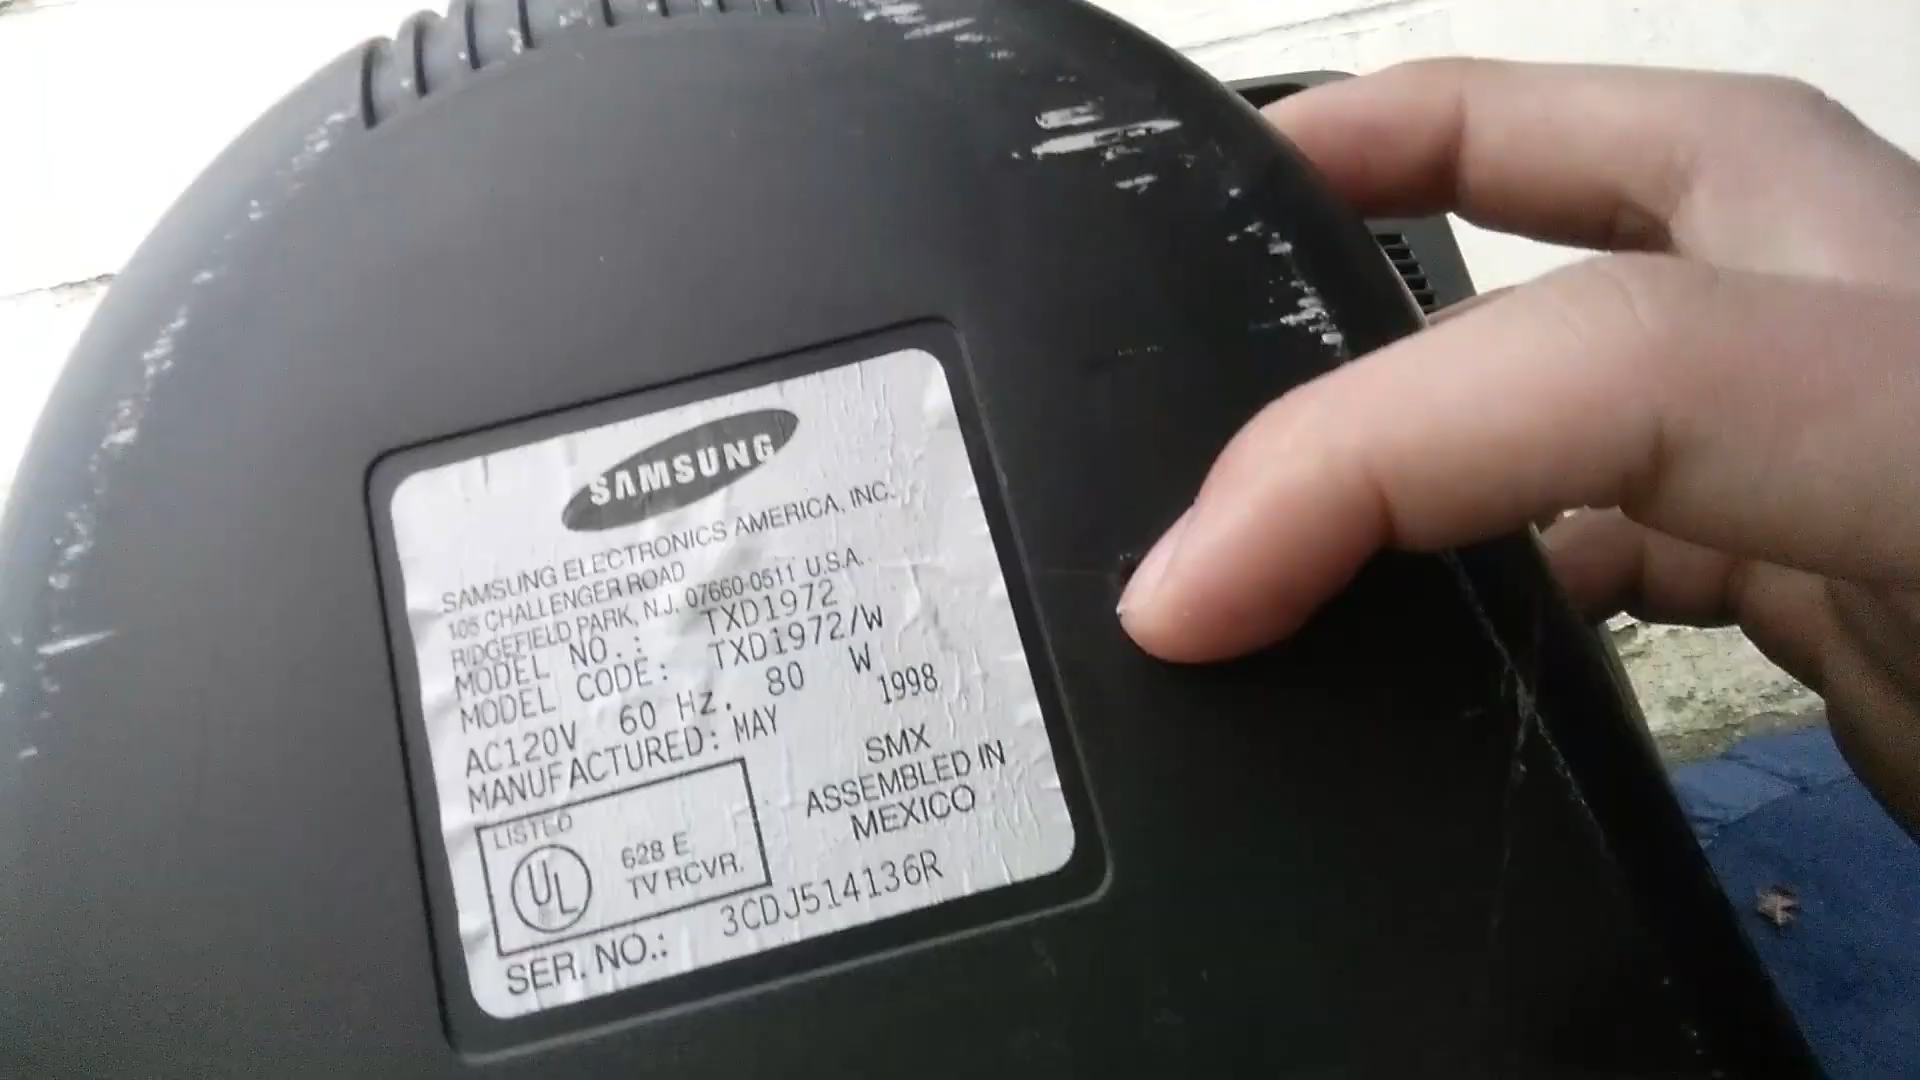 SAMSUNG
SAMSUNG ELECTRONICS AMERICA, INC.
105 CHALLENGER ROAD
RIDGEFIELD PARK, N.J. 07660-0511 U.S.A.
MODEL NO.: TXD1972
MODEL CODE: TXD1972/W
AC120V 60 Hz. 80 W
MANUFACTURED: MAY 1998
LISTED
UL
628 E
TV RCVR.
SMX
ASSEMBLED IN
MEXICO
SER. NO.: 3CDJ514136R